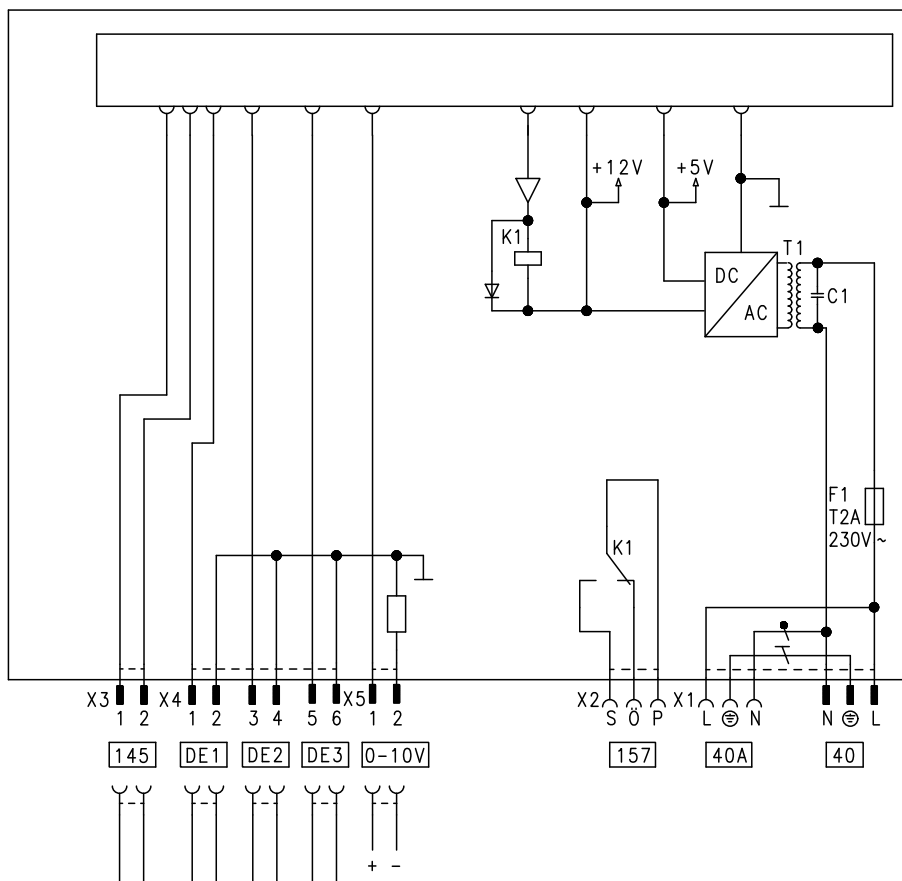 +12V +5V
K1
T1
DC
AC
C1
F1
T2A
230V~
K1
X3 X4 X5 X2 X1
1 2 1 2 3 4 5 6 1 2 S Ö P L N N L
145 DE1 DE2 DE3 0-10V 157 40A 40
+ -